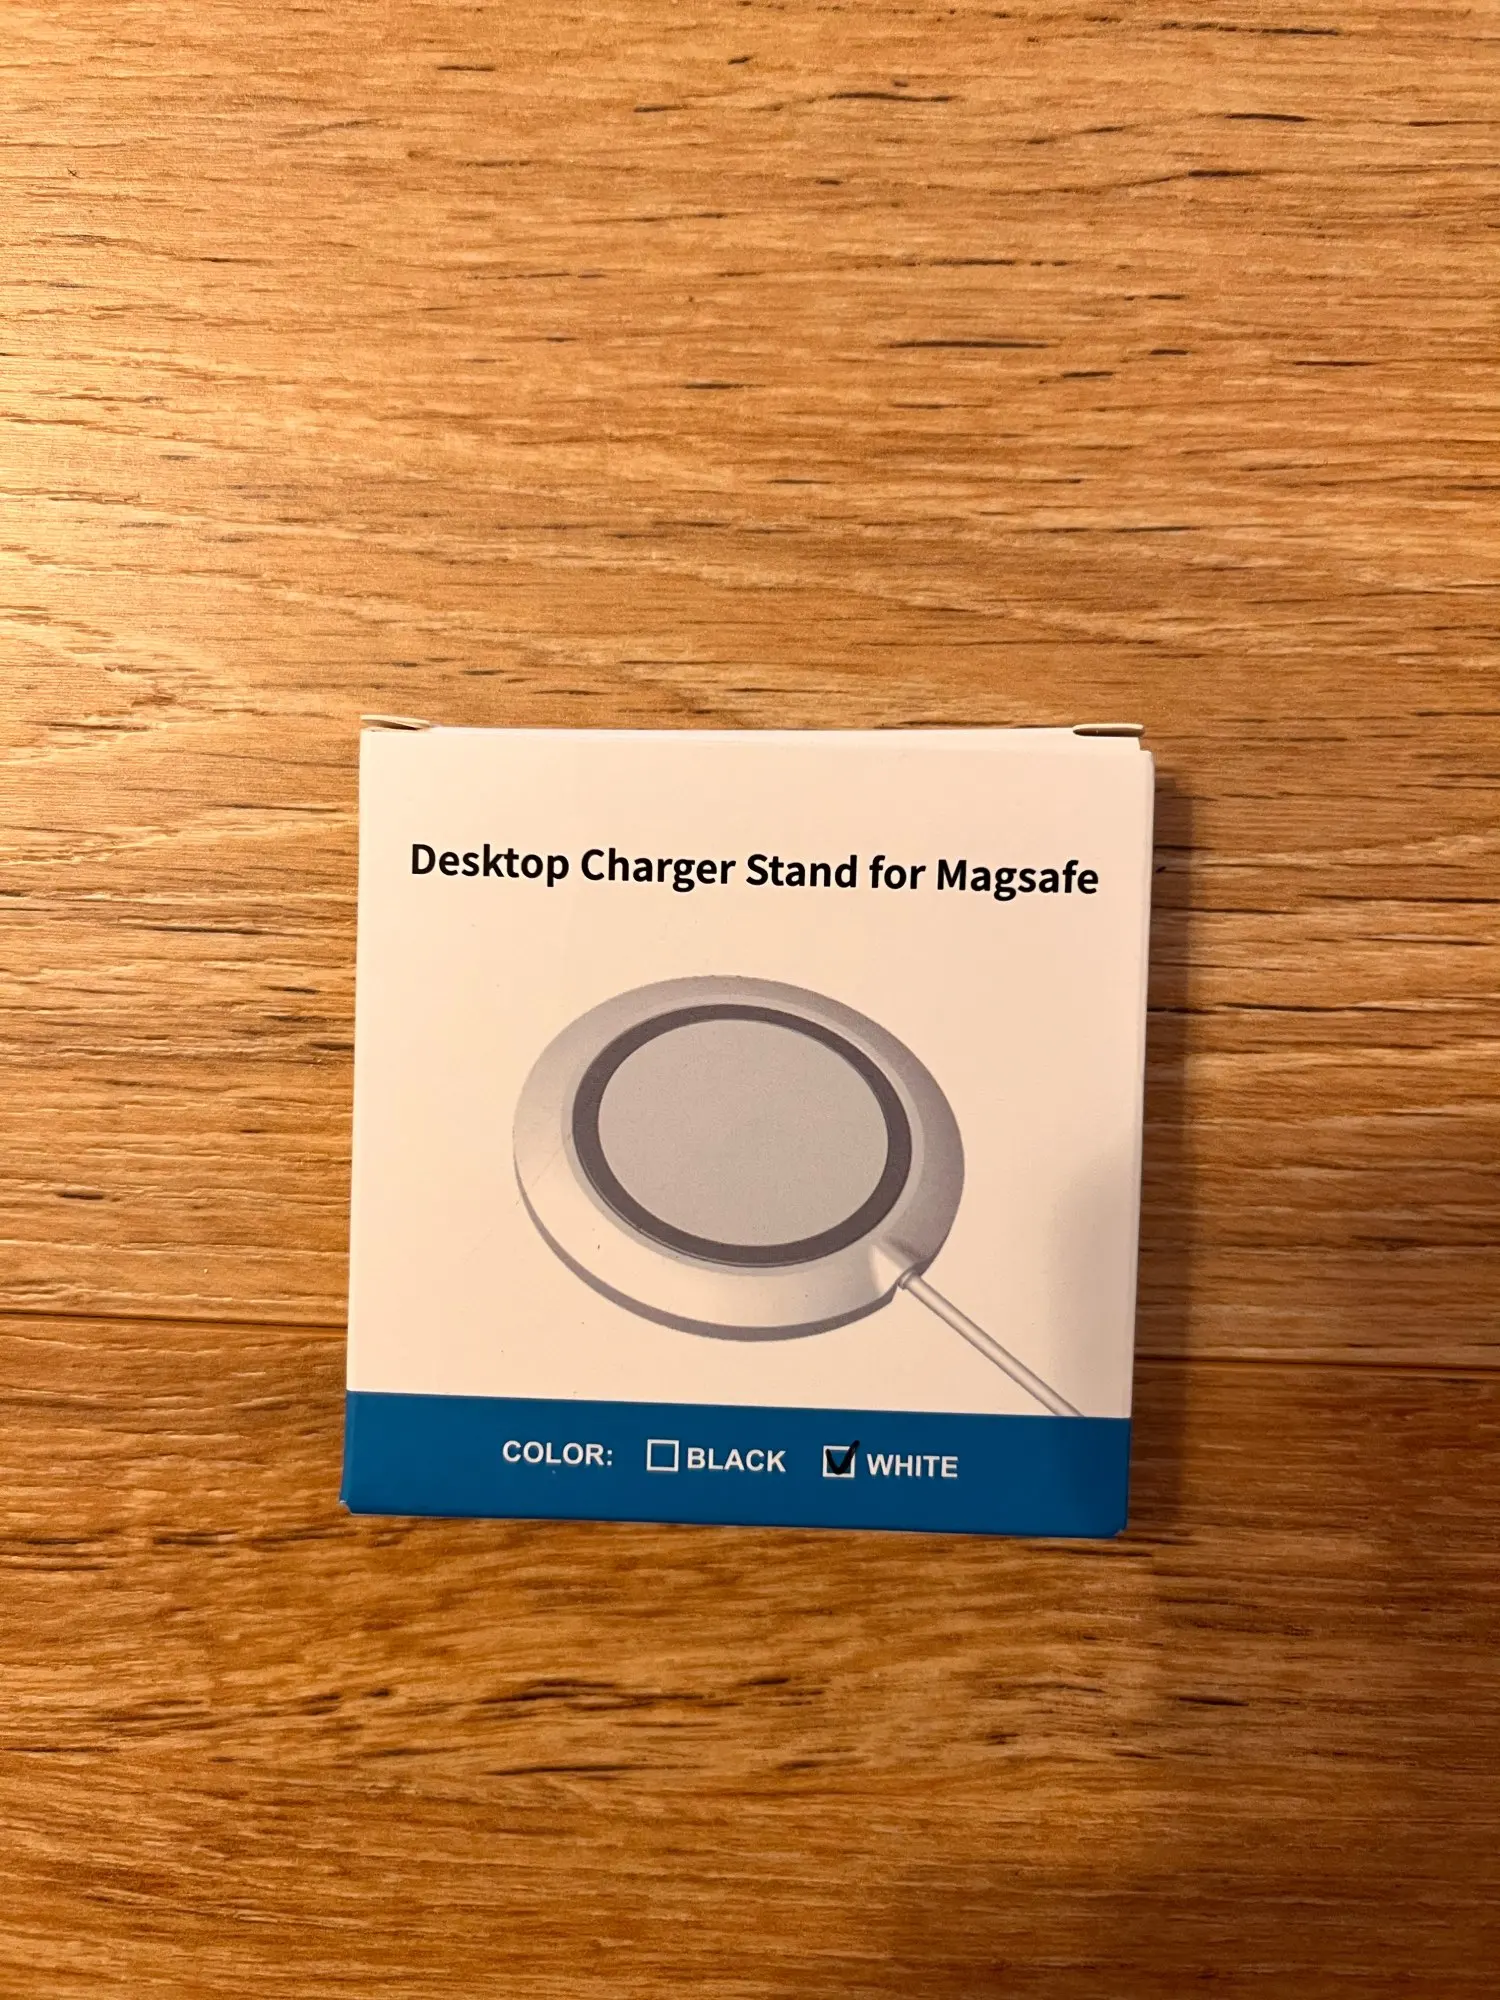 Desktop Charger Stand for Magsafe
COLOR: BLACK WHITE